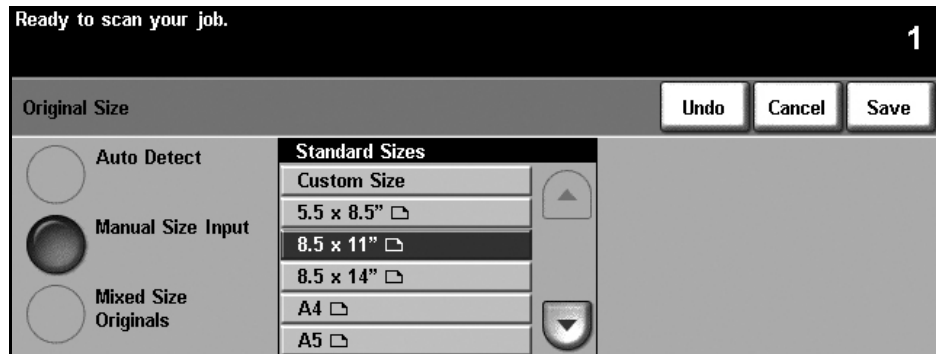 Ready to scan your job.
1
Original Size
Undo
Cancel
Save
Auto Detect
Manual Size Input
Mixed Size
Originals
Standard Sizes
Custom Size
5.5 x 8.5”
8.5 x 11”
8.5 x 14”
A4
A5